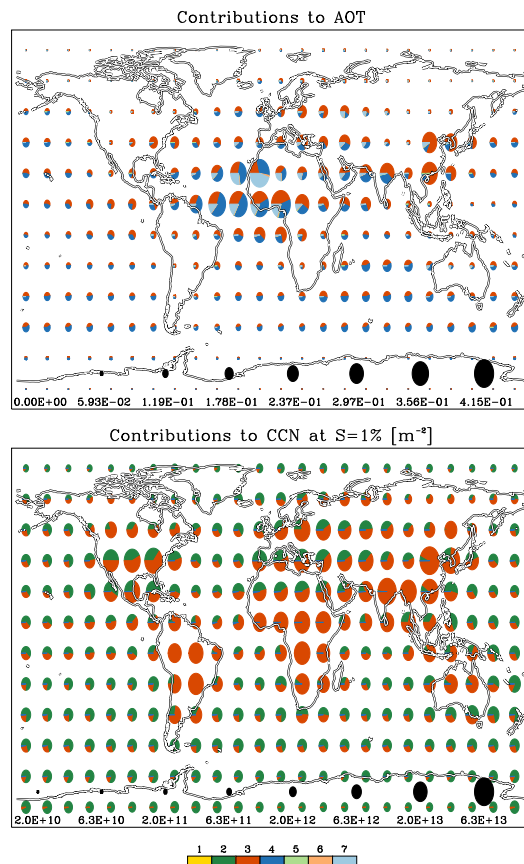 Contributions to AOT
0.00E+00 5.93E-02 1.19E-01 1.78E-01 2.37E-01 2.97E-01 3.56E-01 4.15E-01
Contributions to CCN at S=1% [m⁻²]
2.0E+10 6.3E+10 2.0E+11 6.3E+11 2.0E+12 6.3E+12 2.0E+13 6.3E+13
1 2 3 4 5 6 7